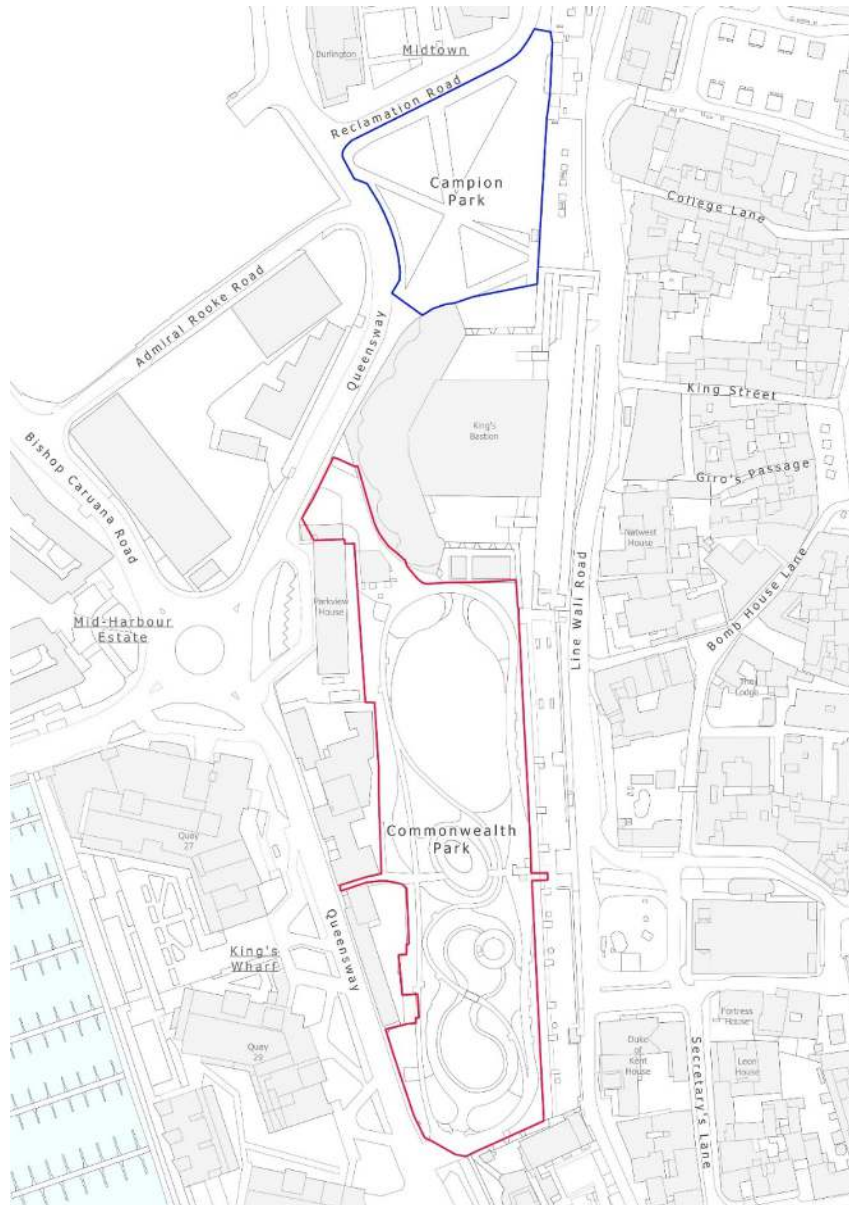 Midtown
Burlington
Reclamation Road
Campion
Park
College Lane
Admiral Rooke Road
Queensway
King Street
King's
Bastion
Giro's Passage
Bishop Caruana Road
Natwest
House
Line Wall Road
Bomb House Lane
Parkview
House
Mid-Harbour
Estate
The
Lodge
Commonwealth
Park
Quay
27
Queensway
King's
Wharf
Quay
29
Duke
of
Kent
House
Secretary's Lane
Fortress
House
Leon
House